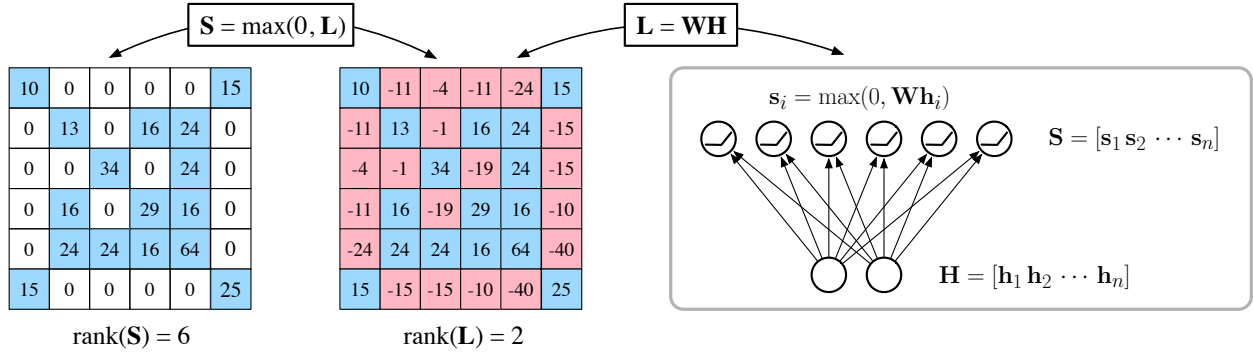 S = max(0, L)
L = WH
10 0 0 0 0 15
0 13 0 16 24 0
0 0 34 0 24 0
0 16 0 29 16 0
0 24 24 16 64 0
15 0 0 0 0 25
rank(S) = 6
10 -11 -4 -11 -24 15
-11 13 -1 16 24 -15
-4 -1 34 -19 24 -15
-11 16 -19 29 16 -10
-24 24 24 16 64 -40
15 -15 -15 -10 -40 25
rank(L) = 2
s_i = max(0, Wh_i)
S = [s_1 s_2 ⋯ s_n]
H = [h_1 h_2 ⋯ h_n]